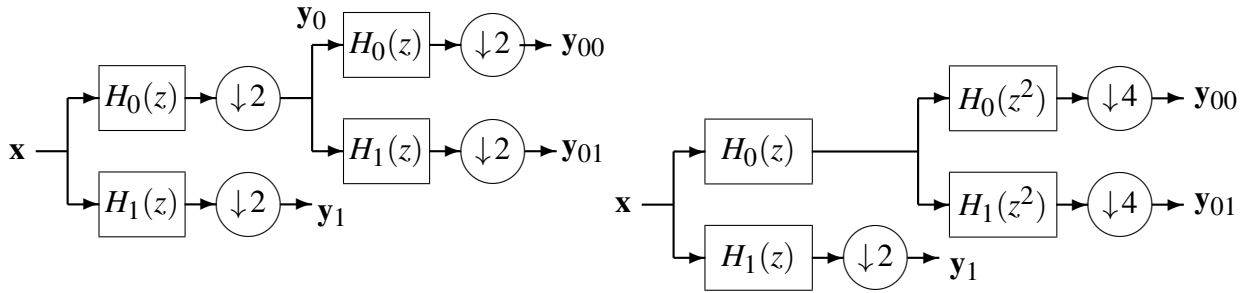 y₀
H₀(z) ↓2 y₀₀
H₀(z) ↓2
H₁(z) ↓2 y₀₁
x
H₁(z) ↓2 y₁
H₀(z²) ↓4 y₀₀
H₀(z)
H₁(z²) ↓4 y₀₁
x
H₁(z) ↓2 y₁